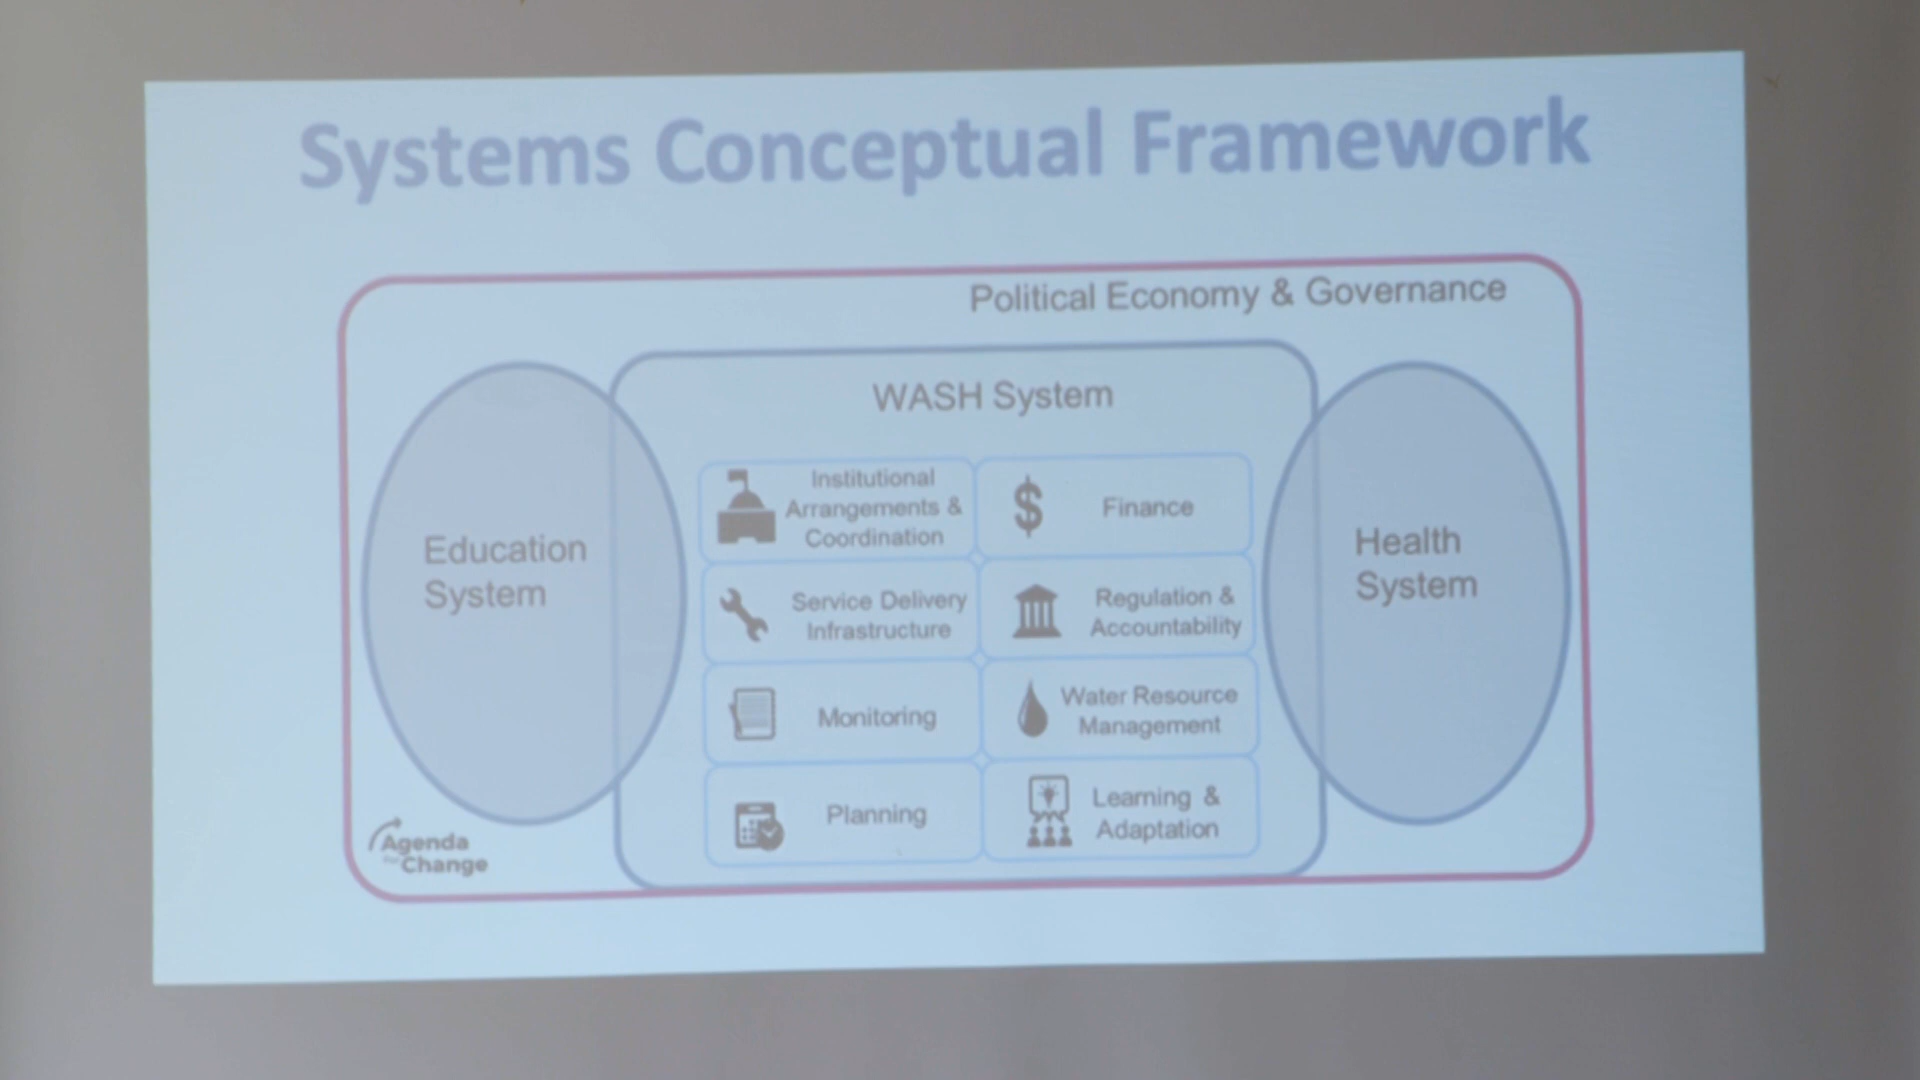 Systems Conceptual Framework
Political Economy & Governance
WASH System
Education
System
Institutional
Arrangements &
Coordination
$
Finance
Service Delivery
Infrastructure
Regulation &
Accountability
Monitoring
Water Resource
Management
Planning
Learning &
Adaptation
Health
System
Agenda
Change